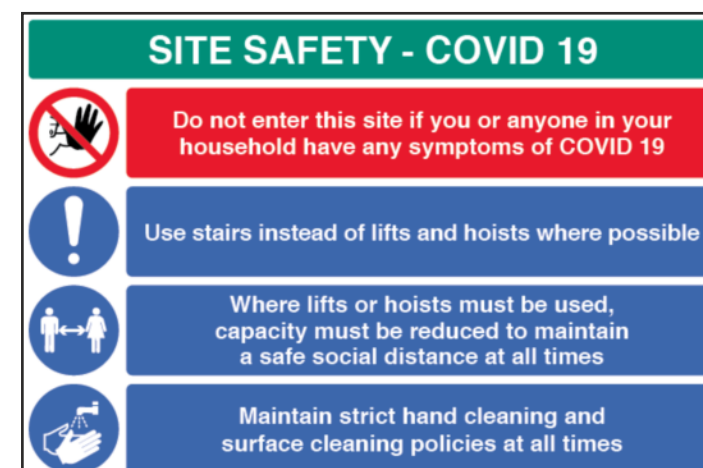 SITE SAFETY - COVID 19
Do not enter this site if you or anyone in your
household have any symptoms of COVID 19
Use stairs instead of lifts and hoists where possible
Where lifts or hoists must be used,
capacity must be reduced to maintain
a safe social distance at all times
Maintain strict hand cleaning and
surface cleaning policies at all times